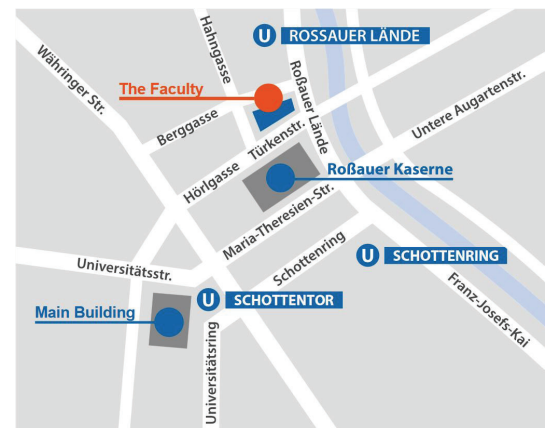 Währinger Str.
Hahngasse
U ROSSAUER LÄNDE
The Faculty
Roßauer Lände
Berggasse
Türkenstr.
Hörlgasse
Untere Augartenstr.
Roßauer Kaserne
Maria-Theresien-Str.
Schottenring
U SCHOTTENRING
Universitätsstr.
U SCHOTTENTOR
Main Building
Universitätsring
Franz-Josefs-Kai